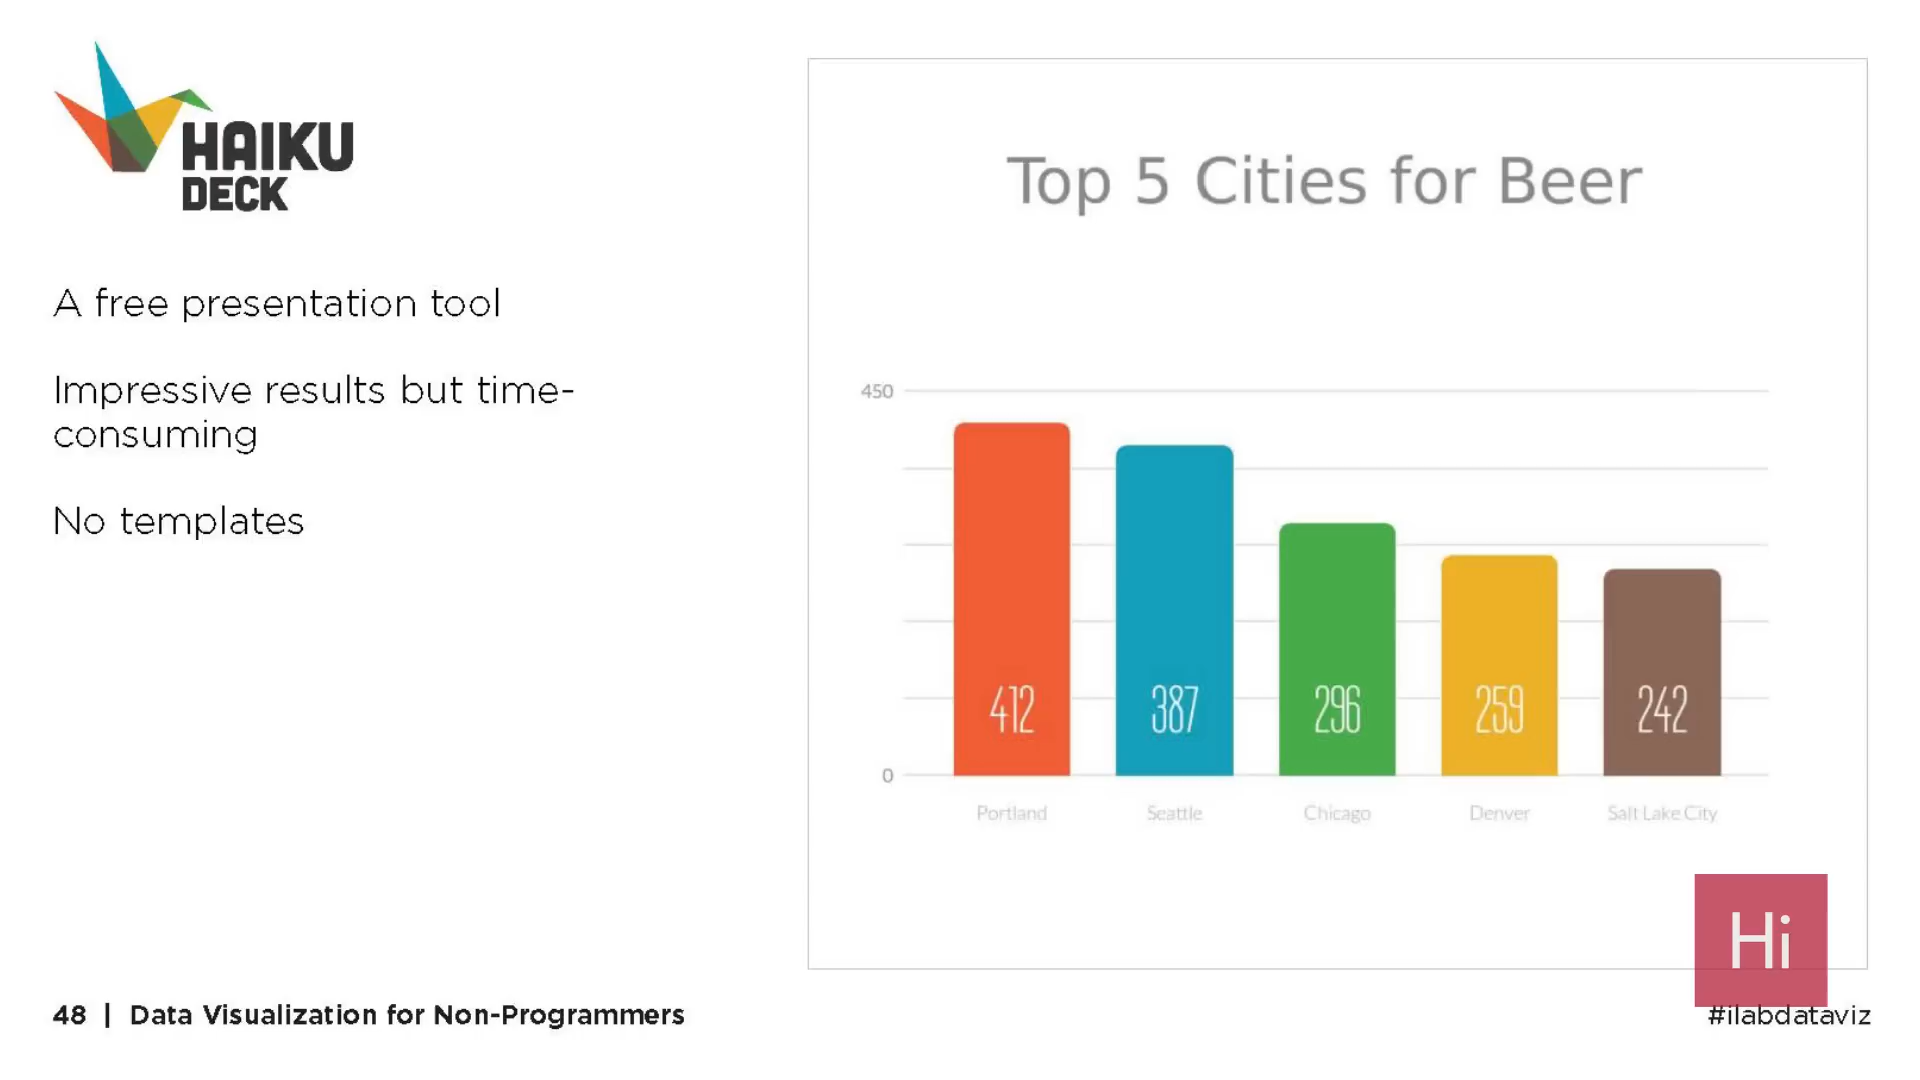 HAIKU
DECK
A free presentation tool
Impressive results but time-
consuming
No templates
Top 5 Cities for Beer
450
412
387
296
259
242
0
Portland
Seattle
Chicago
Denver
Salt Lake City
Hi
48 | Data Visualization for Non-Programmers
#ilabdataviz